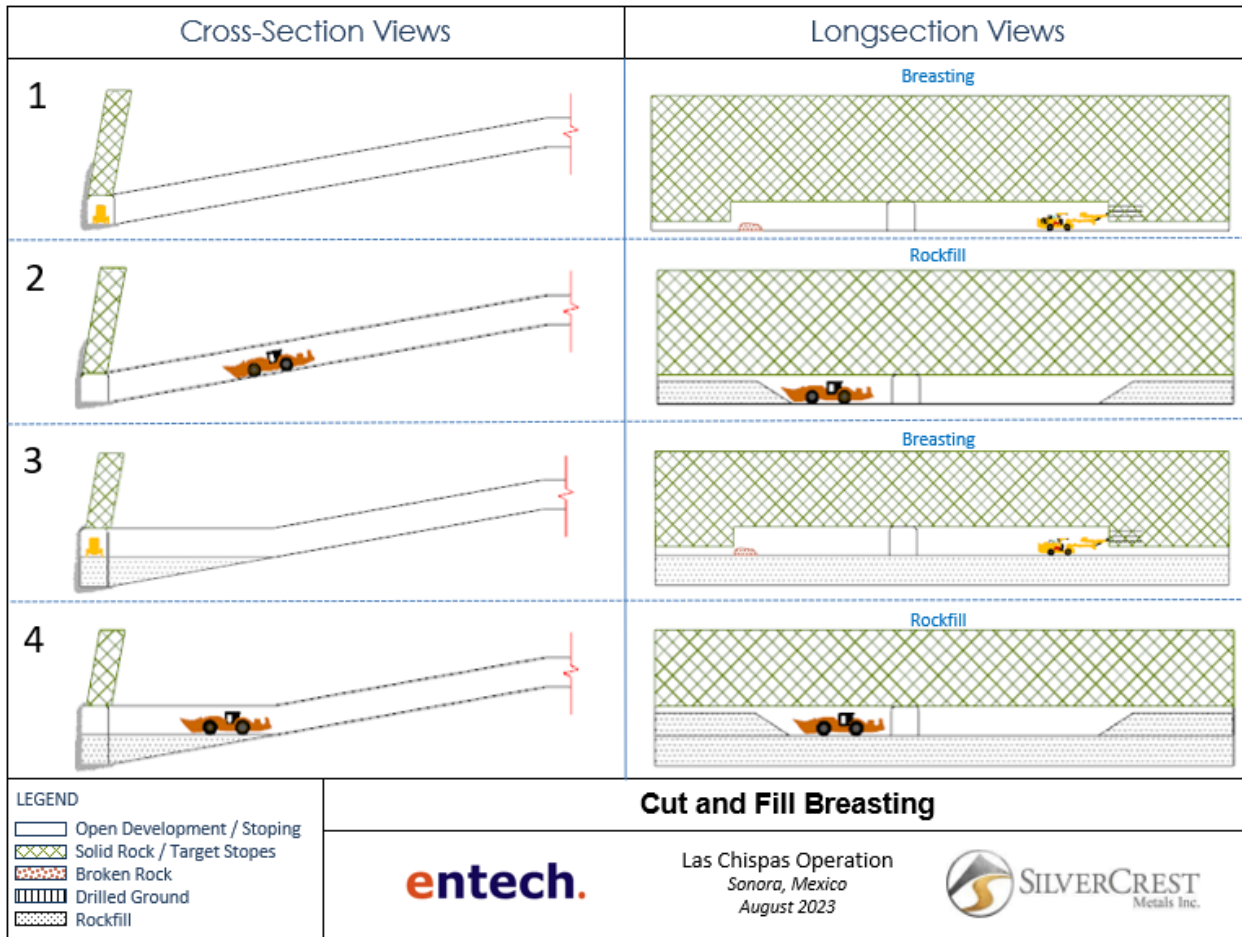 Cross-Section Views
Longsection Views
1
Breasting
2
Rockfill
3
Breasting
4
Rockfill
LEGEND
Open Development / Stoping
Solid Rock / Target Stopes
Broken Rock
Drilled Ground
Rockfill
Cut and Fill Breasting
entech.
Las Chispas Operation
Sonora, Mexico
August 2023
SILVERCREST
Metals Inc.